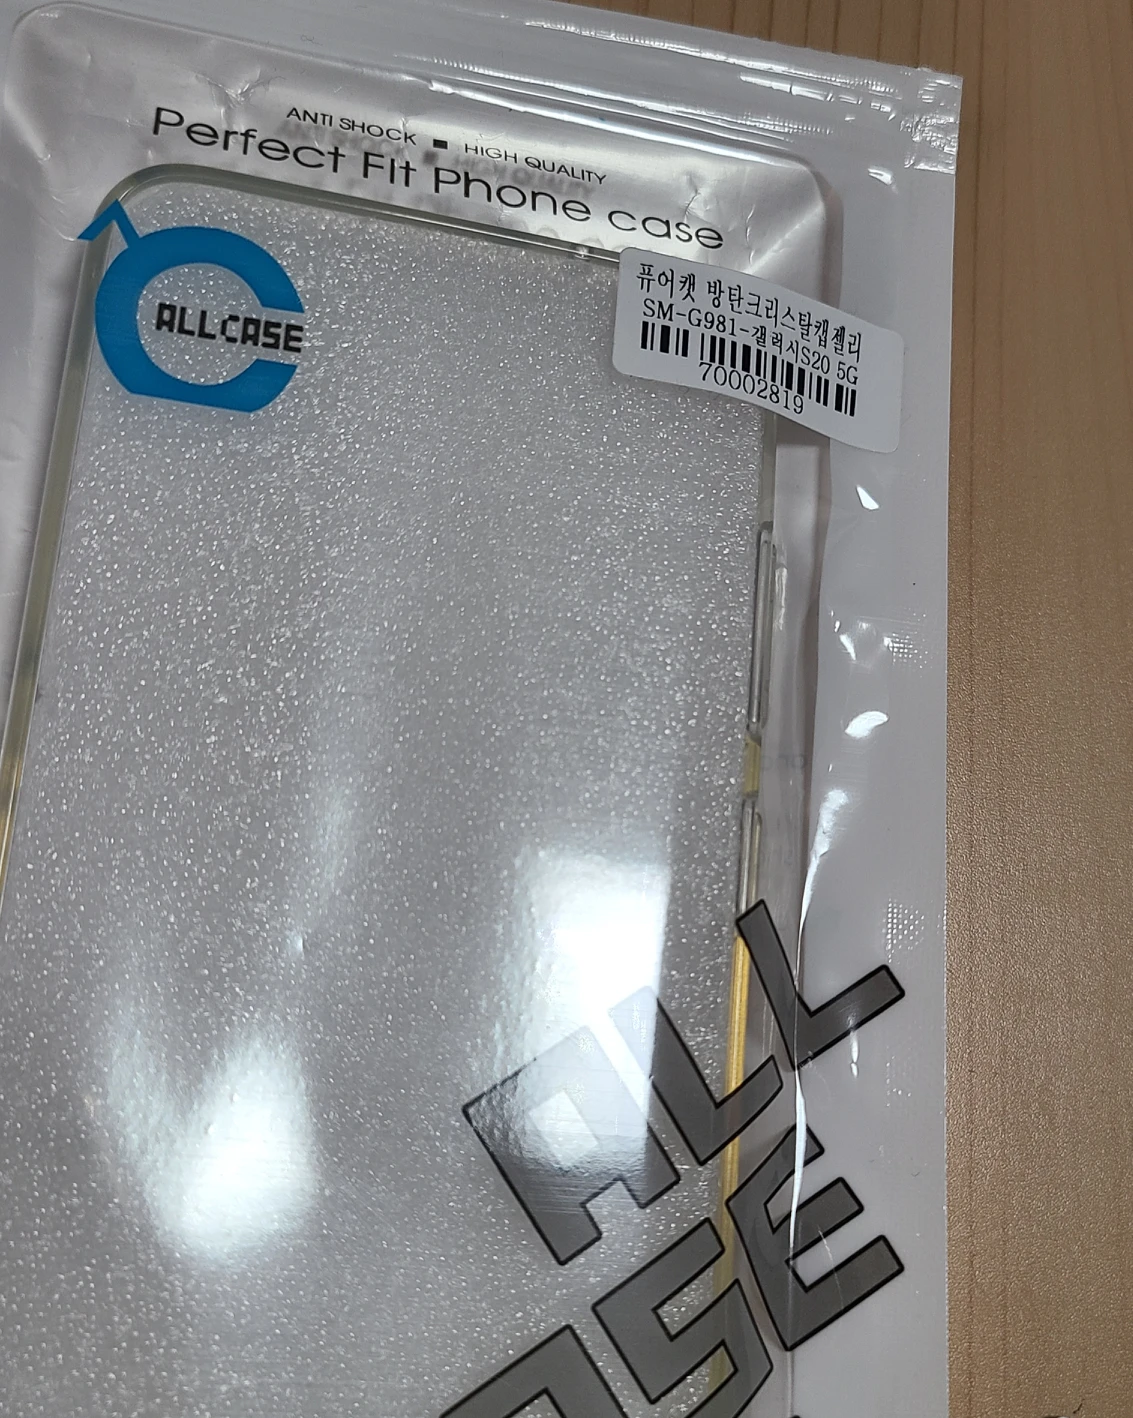 ANTI SHOCK ■ HIGH QUALITY
Perfect Fit Phone case
ALLCASE
퓨어캣 방탄크리스탈캡젤리
SM-G981-갤럭시S20 5G
70002819
ALL
CASE